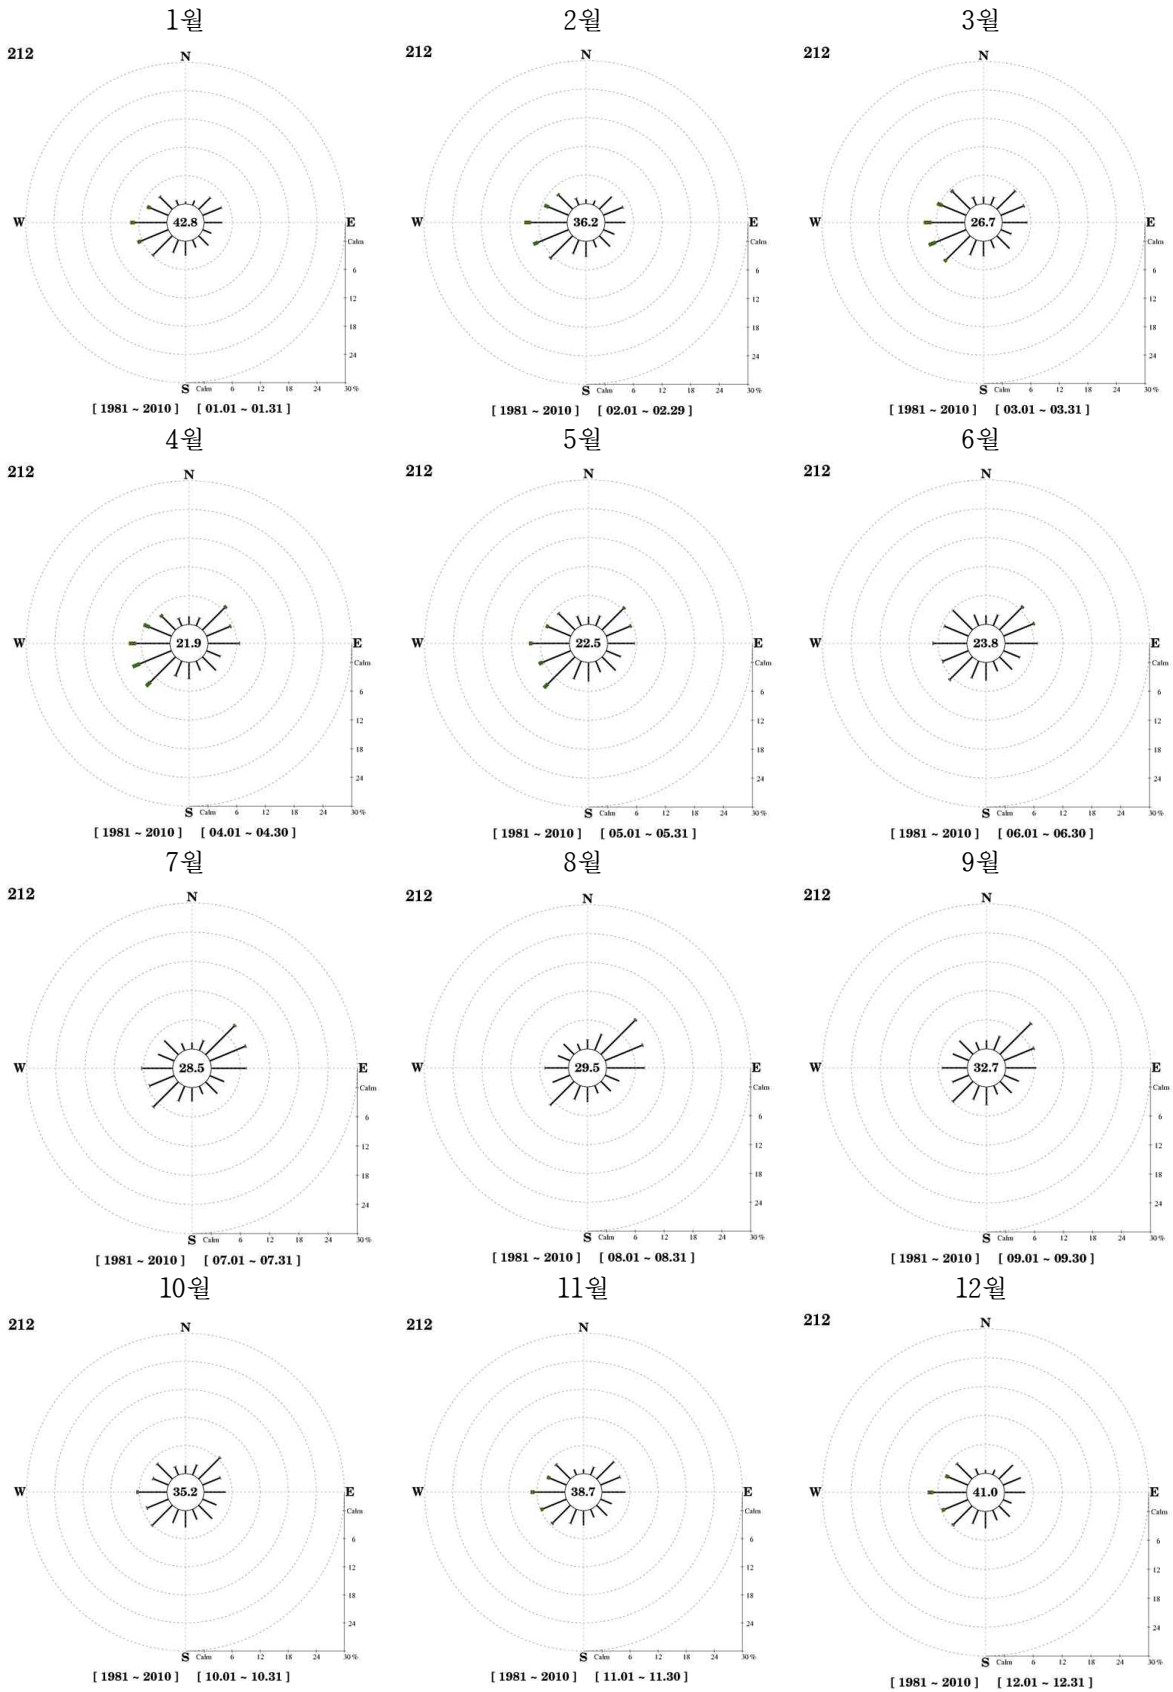 1월 2월 3월
212 212 212
N N N
W 42.8 E W 36.2 E W 26.7 E
Calm Calm Calm
6 6 6
12 12 12
18 18 18
24 24 24
S Calm 6 12 18 24 30% S Calm 6 12 18 24 30% S Calm 6 12 18 24 30%
[ 1981 ~ 2010 ] [ 01.01 ~ 01.31 ] [ 1981 ~ 2010 ] [ 02.01 ~ 02.29 ] [ 1981 ~ 2010 ] [ 03.01 ~ 03.31 ]
4월 5월 6월
212 212 212
N N N
W 21.9 E W 22.5 E W 23.8 E
Calm Calm Calm
6 6 6
12 12 12
18 18 18
24 24 24
S Calm 6 12 18 24 30% S Calm 6 12 18 24 30% S Calm 6 12 18 24 30%
[ 1981 ~ 2010 ] [ 04.01 ~ 04.30 ] [ 1981 ~ 2010 ] [ 05.01 ~ 05.31 ] [ 1981 ~ 2010 ] [ 06.01 ~ 06.30 ]
7월 8월 9월
212 212 212
N N N
W 28.5 E W 29.5 E W 32.7 E
Calm Calm Calm
6 6 6
12 12 12
18 18 18
24 24 24
S Calm 6 12 18 24 30% S Calm 6 12 18 24 30% S Calm 6 12 18 24 30%
[ 1981 ~ 2010 ] [ 07.01 ~ 07.31 ] [ 1981 ~ 2010 ] [ 08.01 ~ 08.31 ] [ 1981 ~ 2010 ] [ 09.01 ~ 09.30 ]
10월 11월 12월
212 212 212
N N N
W 35.2 E W 38.7 E W 41.0 E
Calm Calm Calm
6 6 6
12 12 12
18 18 18
24 24 24
S Calm 6 12 18 24 30% S Calm 6 12 18 24 30% S Calm 6 12 18 24 30%
[ 1981 ~ 2010 ] [ 10.01 ~ 10.31 ] [ 1981 ~ 2010 ] [ 11.01 ~ 11.30 ] [ 1981 ~ 2010 ] [ 12.01 ~ 12.31 ]